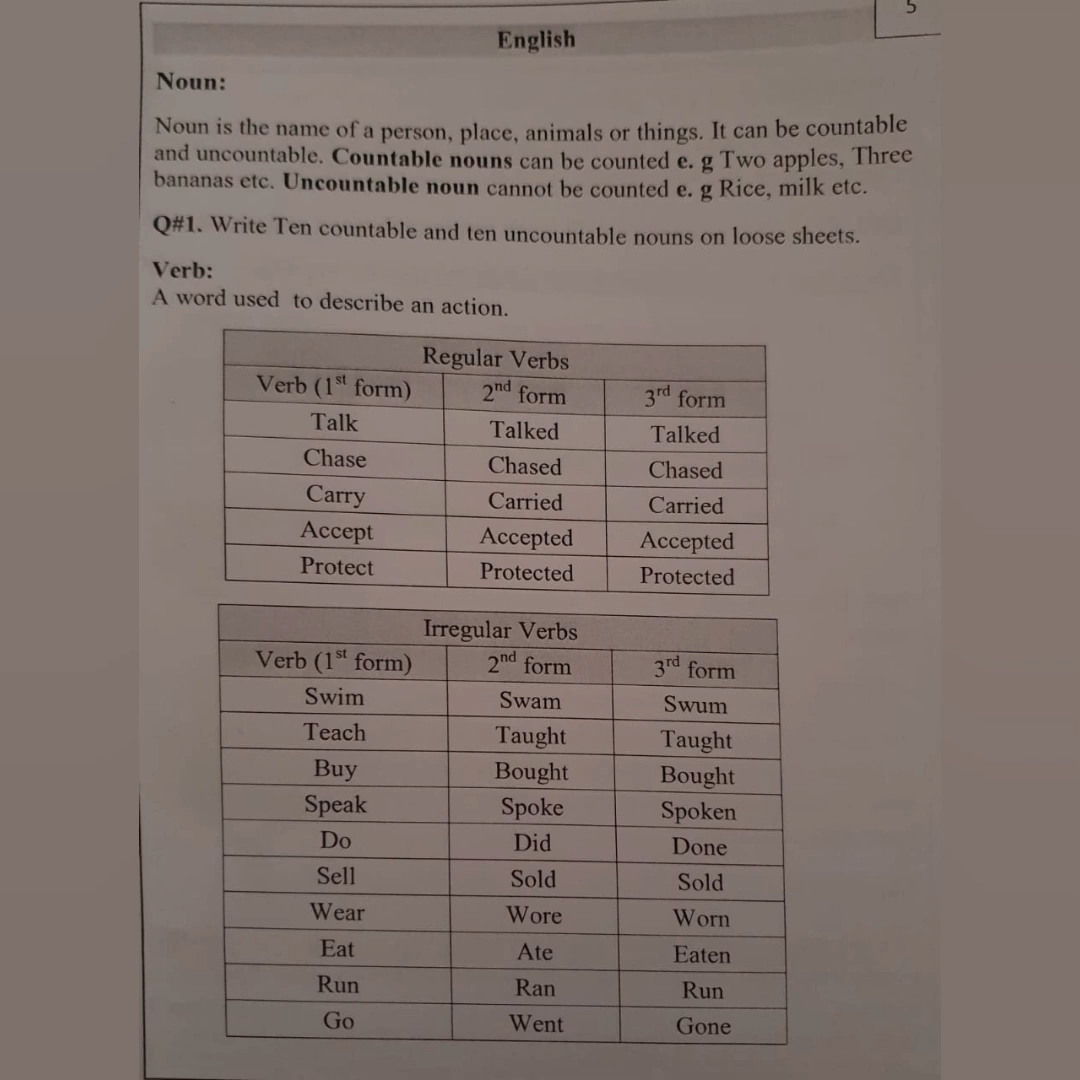 5
English
Noun:
Noun is the name of a person, place, animals or things. It can be countable
and uncountable. Countable nouns can be counted e. g Two apples, Three
bananas etc. Uncountable noun cannot be counted e. g Rice, milk etc.
Q#1. Write Ten countable and ten uncountable nouns on loose sheets.
Verb:
A word used to describe an action.
Regular Verbs
Verb (1st form) 2nd form 3rd form
Talk Talked Talked
Chase Chased Chased
Carry Carried Carried
Accept Accepted Accepted
Protect Protected Protected
Irregular Verbs
Verb (1st form) 2nd form 3rd form
Swim Swam Swum
Teach Taught Taught
Buy Bought Bought
Speak Spoke Spoken
Do Did Done
Sell Sold Sold
Wear Wore Worn
Eat Ate Eaten
Run Ran Run
Go Went Gone